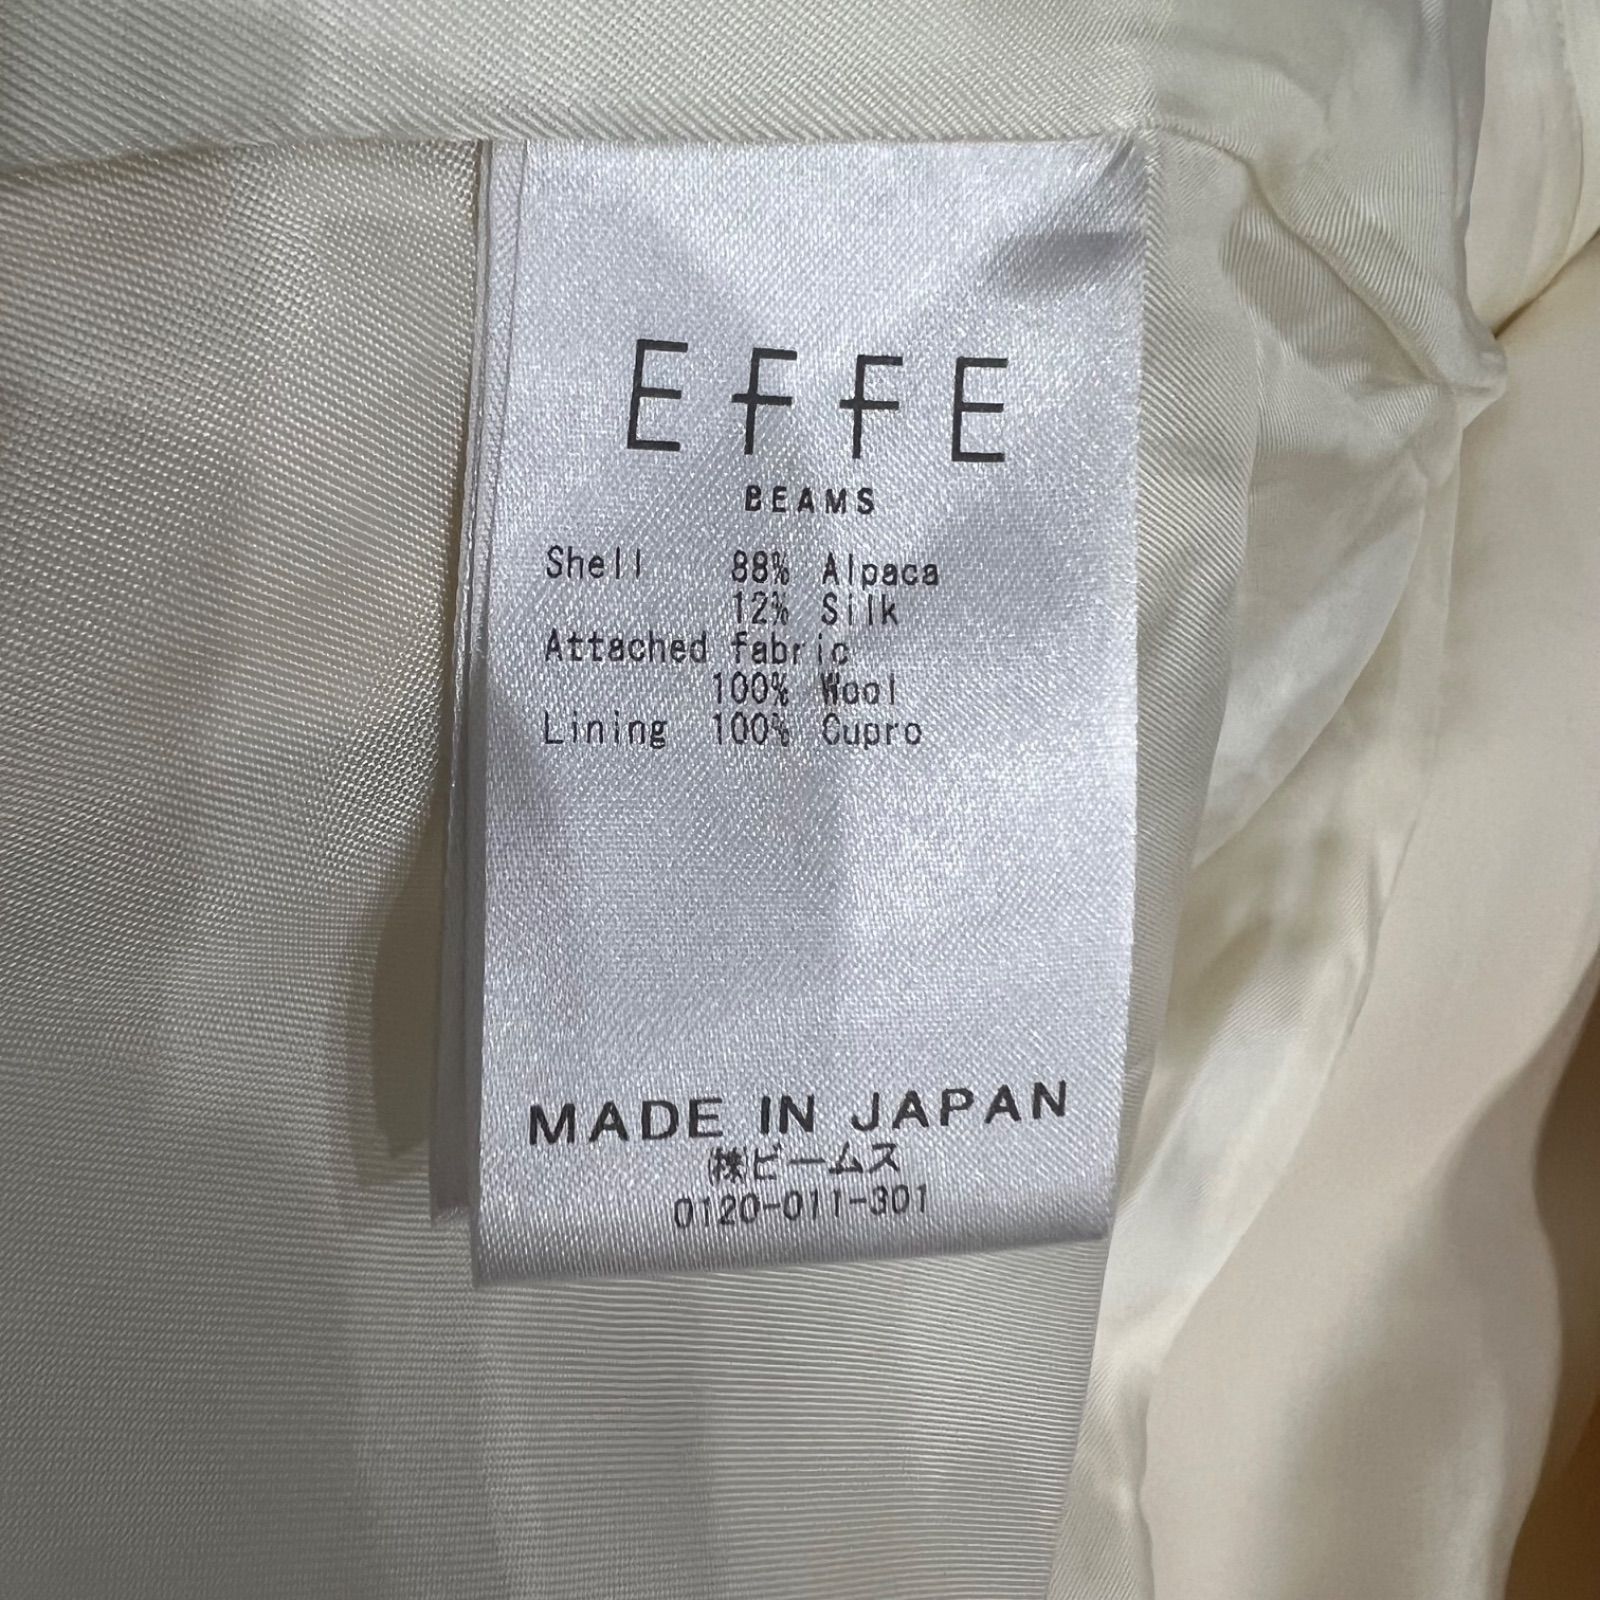 EFFE
BEAMS
Shell 88% Alpaca
12% Silk
Attached fabric
100% Wool
Lining 100% Cupro
MADE IN JAPAN
㈱ビームス
0120-011-301